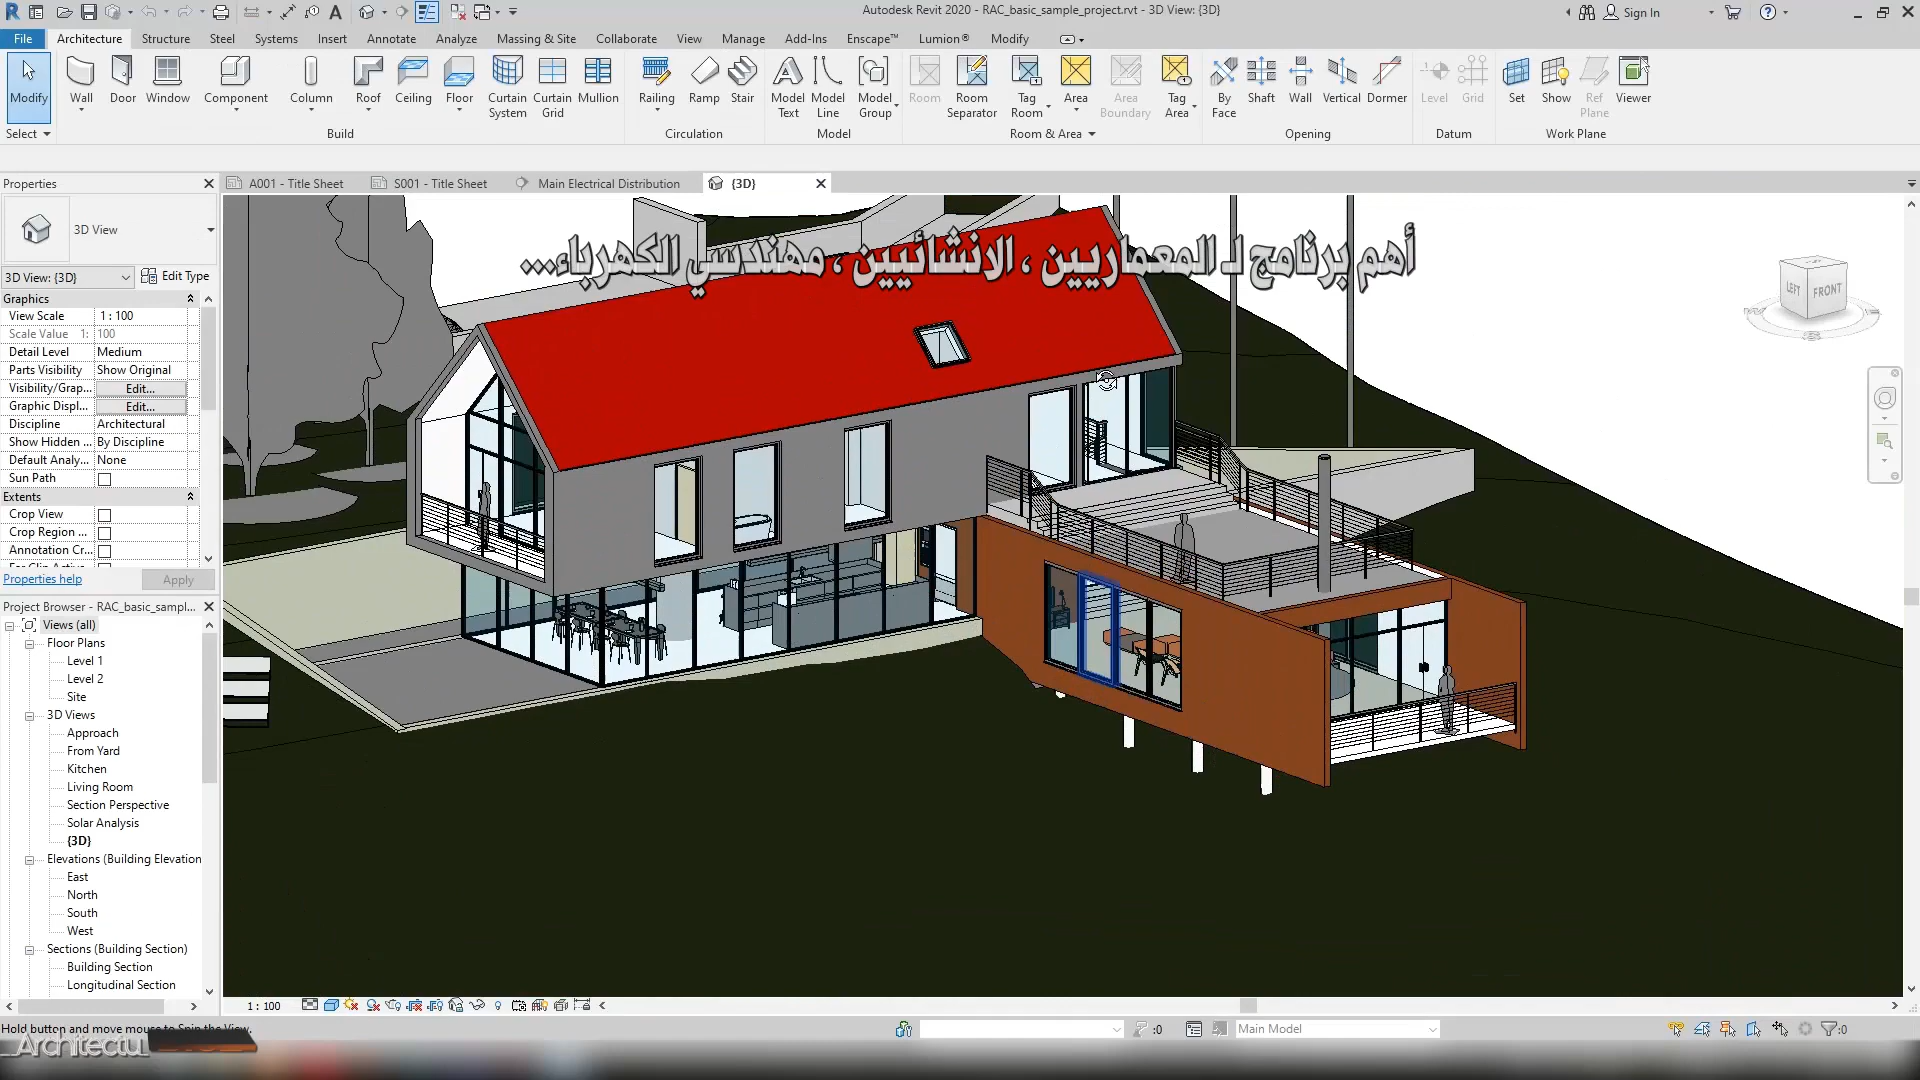 Autodesk Revit 2020 - RAC_basic_sample_project.rvt - 3D View: {3D}
Sign In
File Architecture Structure Steel Systems Insert Annotate Analyze Massing & Site Collaborate View Manage Add-Ins Enscape™ Lumion® Modify
Modify Wall Door Window Component Column Roof Ceiling Floor Curtain System Curtain Grid Mullion Railing Ramp Stair Model Text Model Line Model Group Room Room Separator Tag Room Area Area Boundary Tag Area By Face Shaft Wall Vertical Dormer Level Grid Set Show Ref Plane Viewer
Select Build Circulation Model Room & Area Opening Datum Work Plane
Properties
A001 - Title Sheet
S001 - Title Sheet
Main Electrical Distribution
{3D}
3D View
3D View: {3D} Edit Type
Graphics
View Scale 1 : 100
Scale Value 1: 100
Detail Level Medium
Parts Visibility Show Original
Visibility/Grap... Edit...
Graphic Displ... Edit...
Discipline Architectural
Show Hidden ... By Discipline
Default Analy... None
Sun Path
Extents
Crop View
Crop Region ...
Annotation Cr...
Properties help Apply
Project Browser - RAC_basic_sampl...
Views (all)
Floor Plans
Level 1
Level 2
Site
3D Views
Approach
From Yard
Kitchen
Living Room
Section Perspective
Solar Analysis
{3D}
Elevations (Building Elevation
East
North
South
West
Sections (Building Section)
Building Section
Longitudinal Section
أهم برنامج لـ المعماريين ، الانشائيين ، مهندسي الكهرباء...
LEFT FRONT
1 : 100
Hold button and move mouse to Spin the View.
:0
Main Model
:0